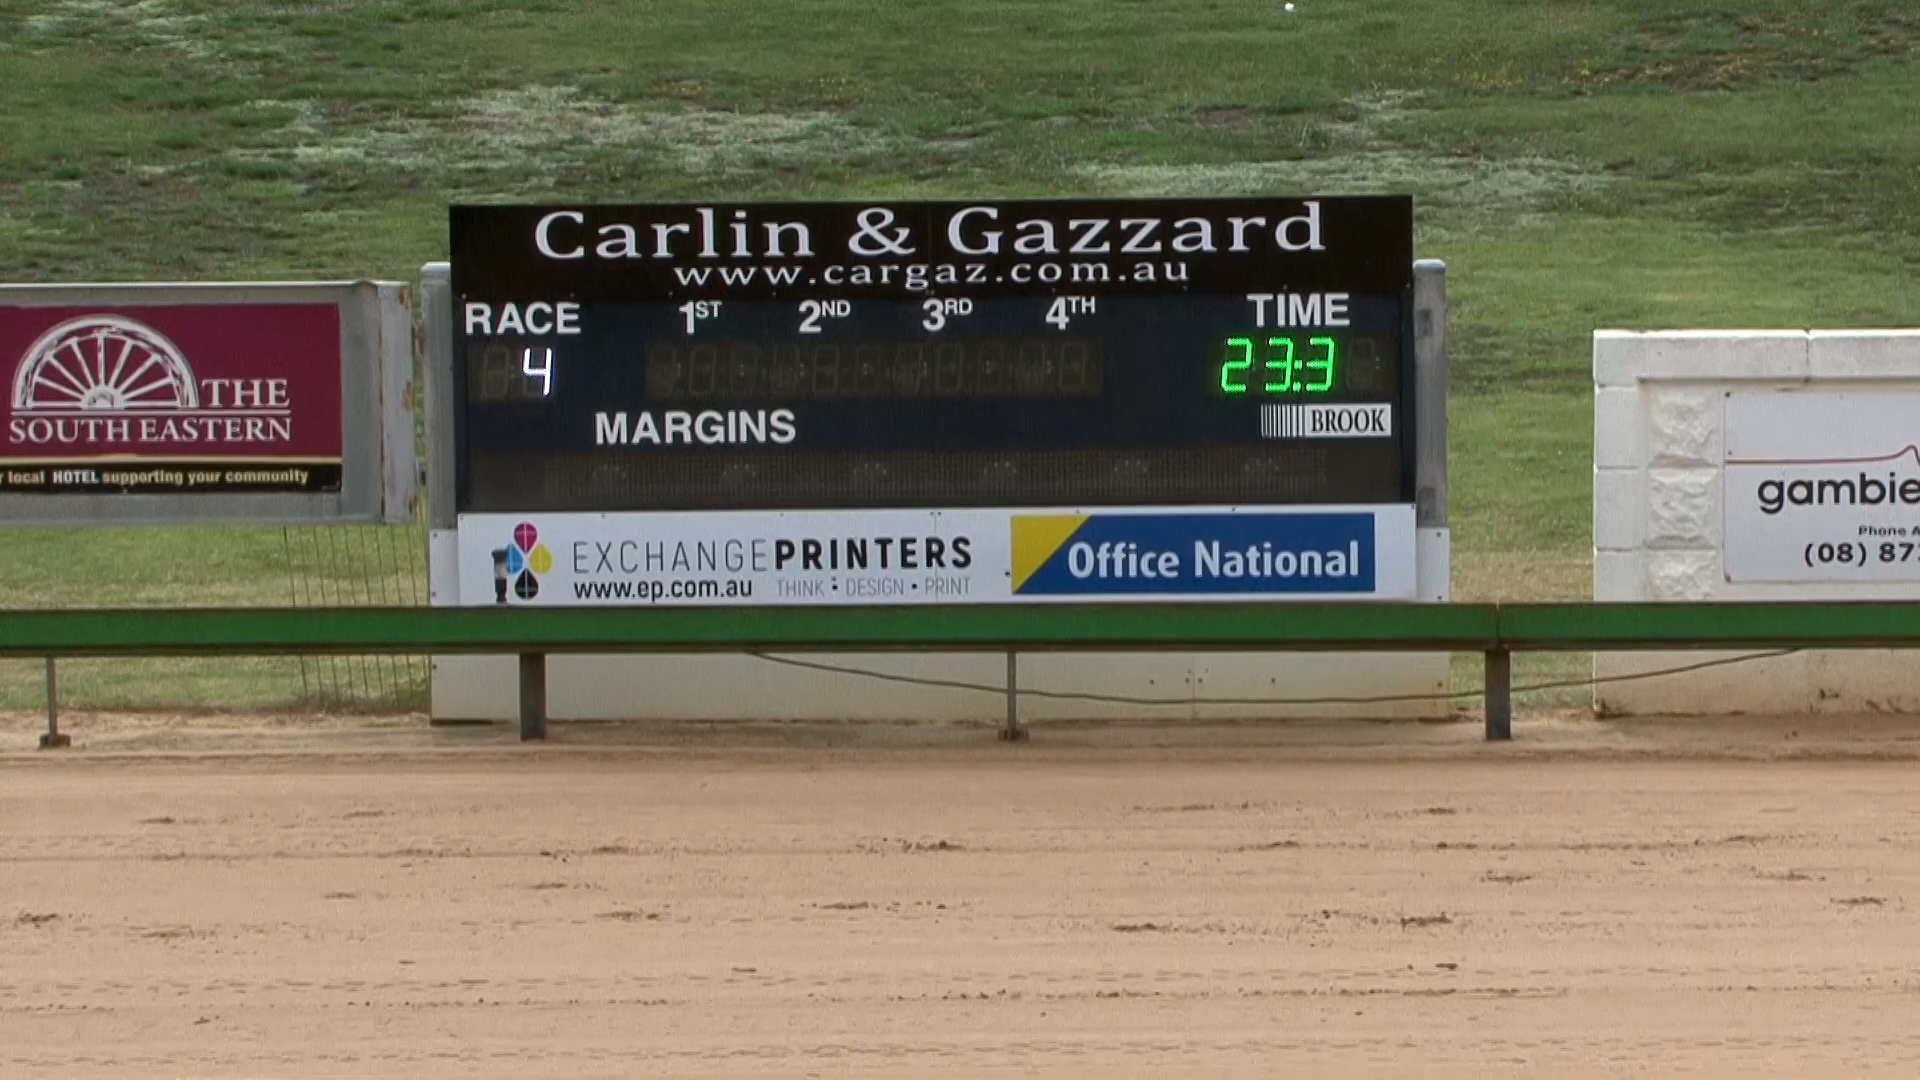 Carlin & Gazzard
www.cargaz.com.au
RACE 1ST 2ND 3RD 4TH TIME
4 23:3
MARGINS
BROOK
THE
SOUTH EASTERN
local HOTEL supporting your community
EXCHANGEPRINTERS
www.ep.com.au THINK • DESIGN • PRINT
Office National
gambie
Phone A
(08) 87